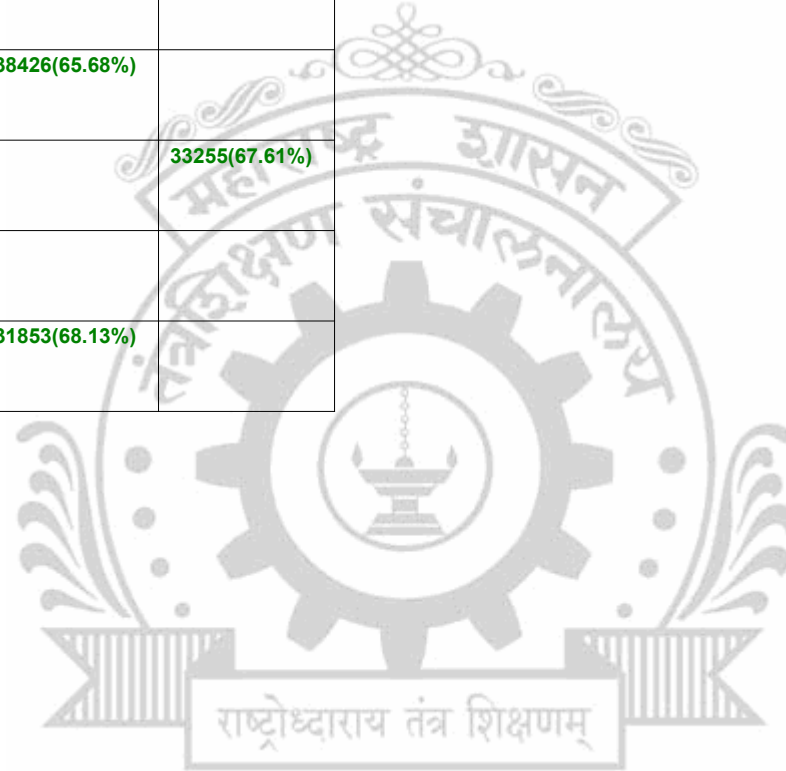 38426(65.68%)
33255(67.61%)
31853(68.13%)
महाराष्ट्र शासन
तंत्रशिक्षण संचालनालय
राष्ट्रोध्दाराय तंत्र शिक्षणम्